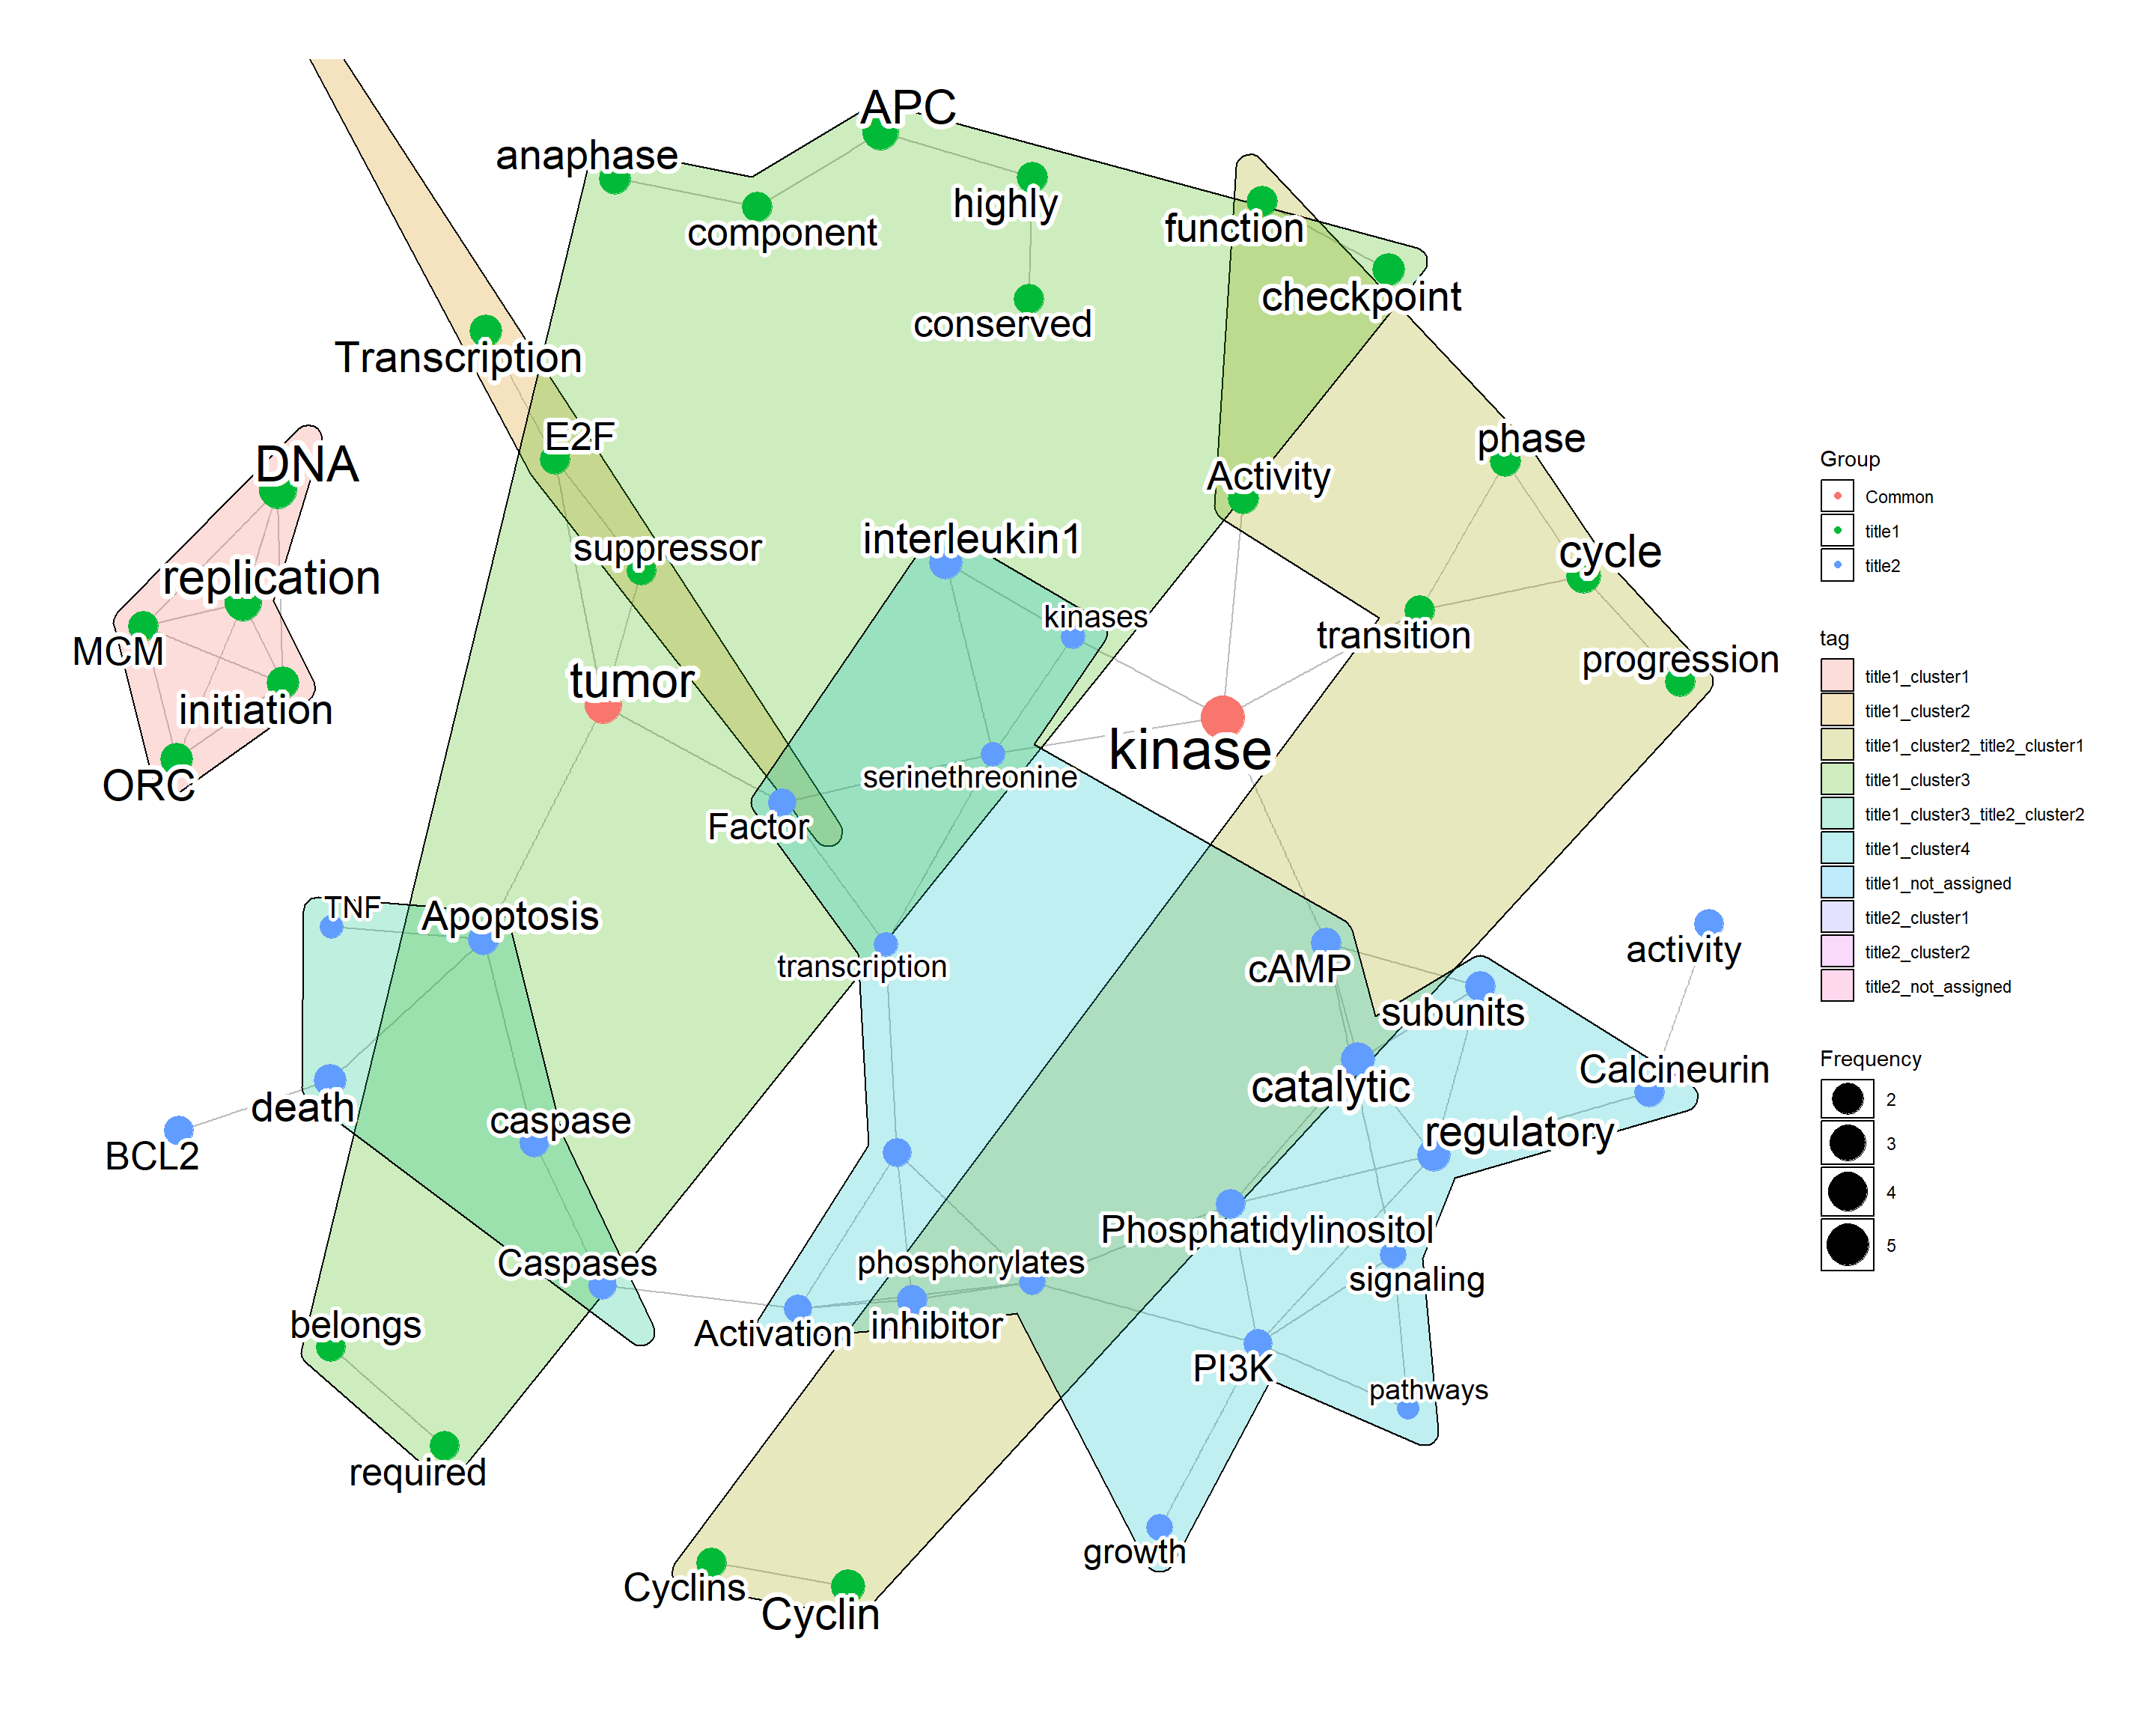 APC
anaphase
highly
component
function
checkpoint
conserved
Transcription
E2F
phase
DNA
Activity
interleukin1
suppressor
cycle
replication
kinases
transition
MCM
progression
tumor
initiation
kinase
ORC
serinethreonine
Factor
TNF
Apoptosis
transcription
cAMP
activity
subunits
Calcineurin
catalytic
death
caspase
regulatory
BCL2
Phosphatidylinositol
Caspases
phosphorylates
signaling
belongs
Activation
inhibitor
PI3K
pathways
required
growth
Cyclins
Cyclin
Group
Common
title1
title2
tag
title1_cluster1
title1_cluster2
title1_cluster2_title2_cluster1
title1_cluster3
title1_cluster3_title2_cluster2
title1_cluster4
title1_not_assigned
title2_cluster1
title2_cluster2
title2_not_assigned
Frequency
2
3
4
5